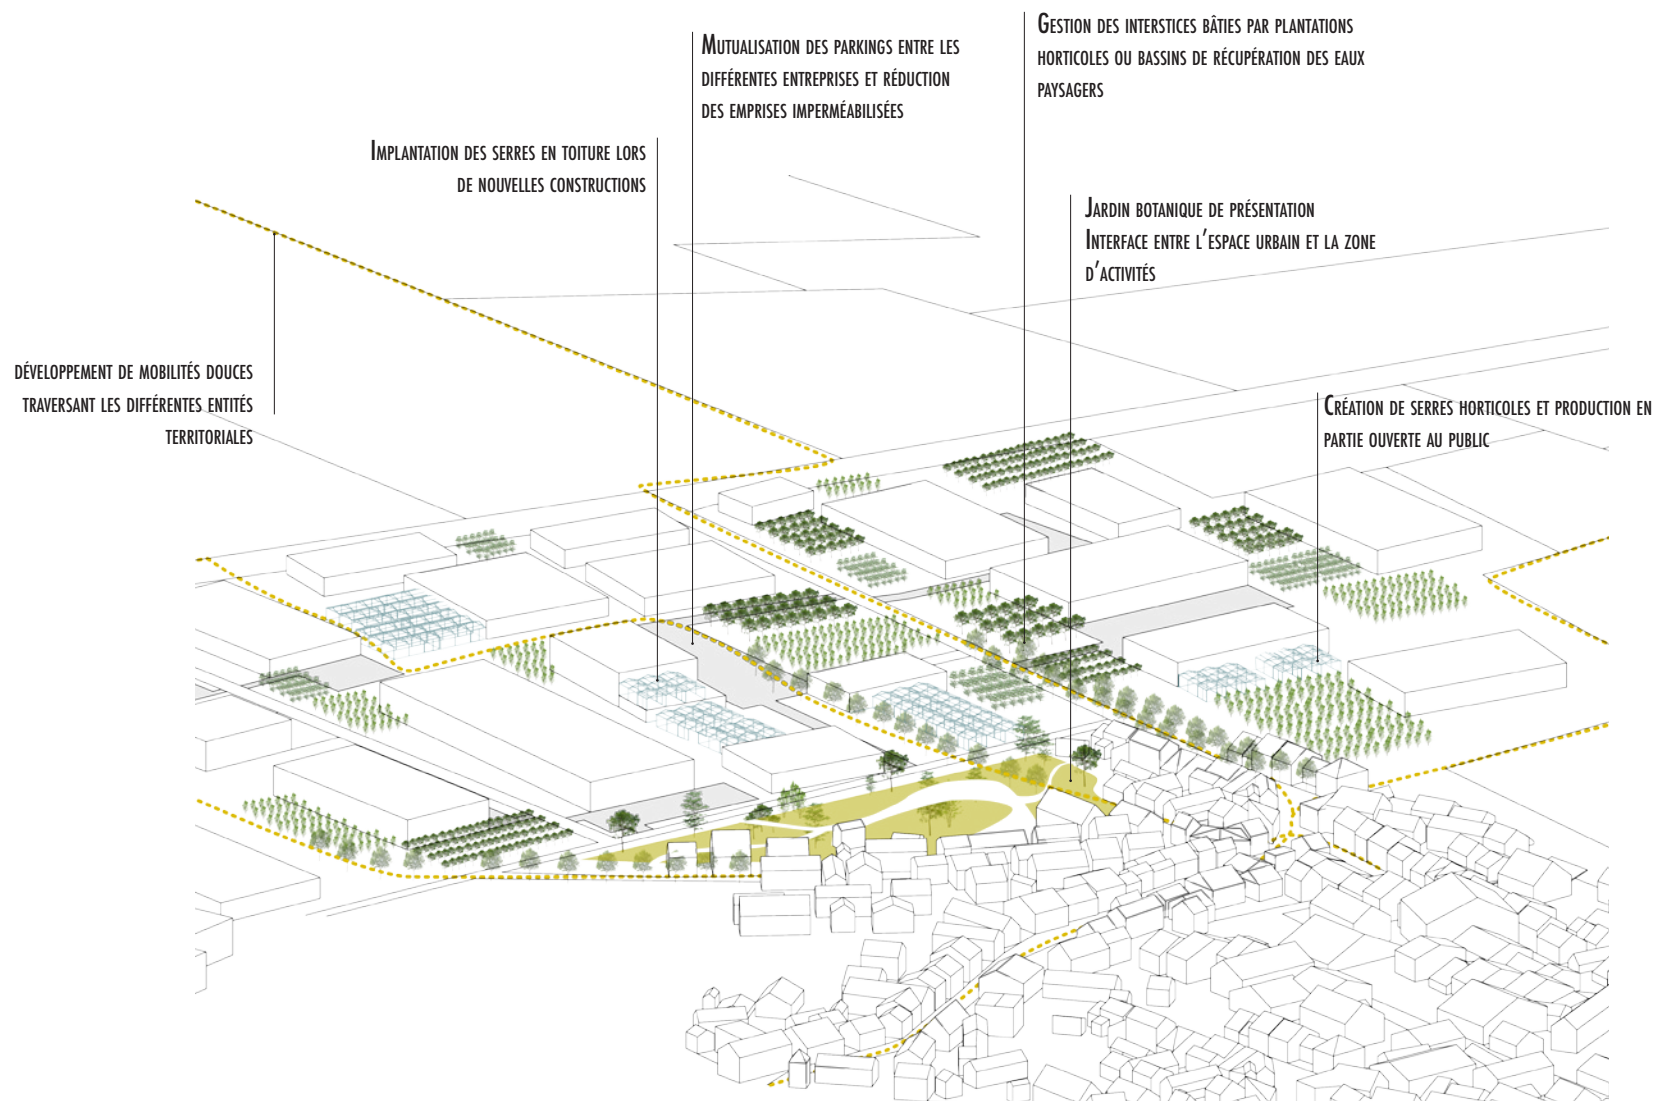 Gestion des interstices bâties par plantations
horticoles ou bassins de récupération des eaux
paysagers
Mutualisation des parkings entre les
différentes entreprises et réduction
des emprises imperméabilisées
Implantation des serres en toiture lors
de nouvelles constructions
Jardin botanique de présentation
Interface entre l'espace urbain et la zone
d'activités
développement de mobilités douces
traversant les différentes entités
territoriales
Création de serres horticoles et production en
partie ouverte au public